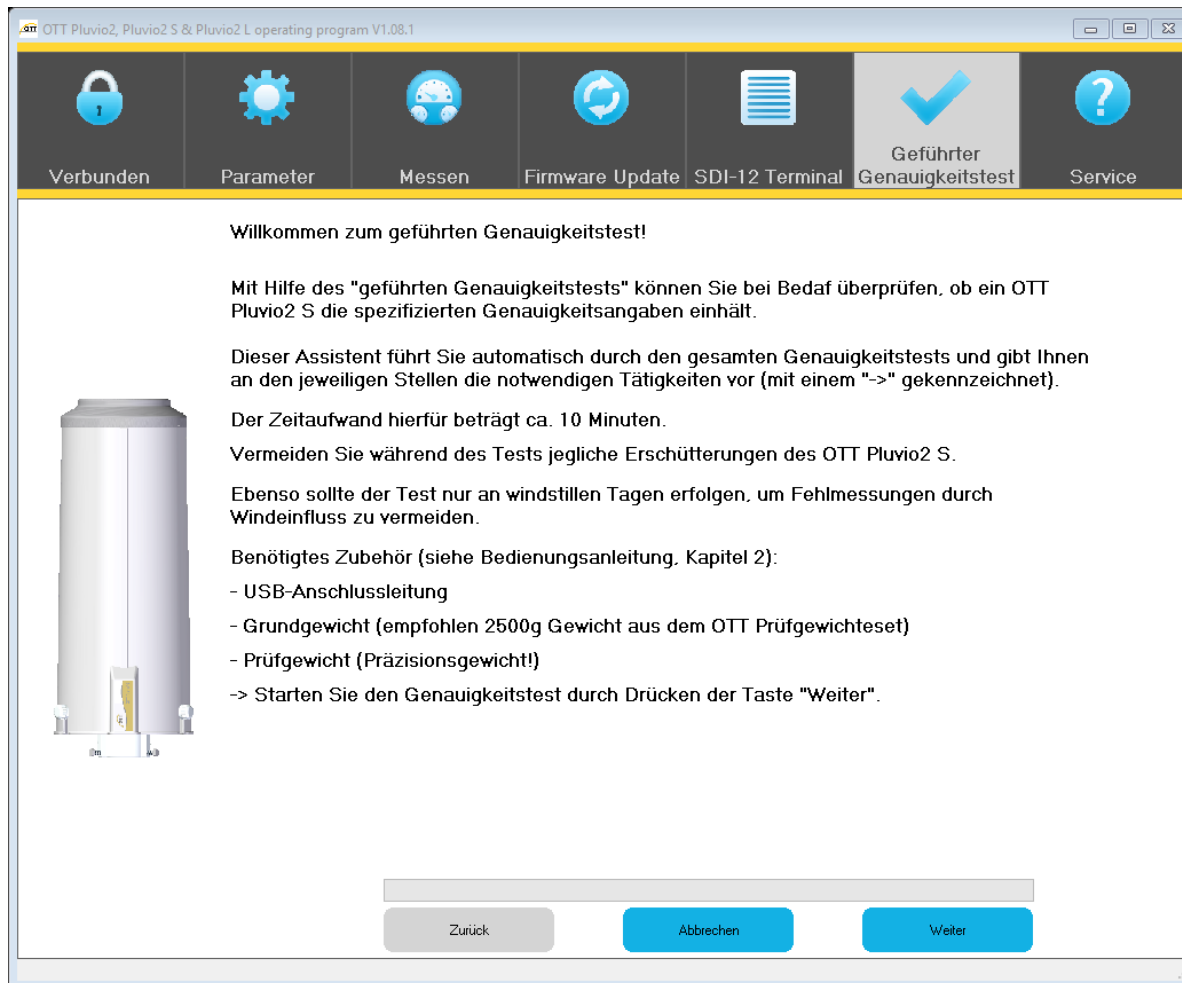 OTT Pluvio2, Pluvio2 S & Pluvio2 L operating program V1.08.1
Verbunden
Parameter
Messen
Firmware Update
SDI-12 Terminal
Geführter
Genauigkeitstest
Service
Willkommen zum geführten Genauigkeitstest!
Mit Hilfe des "geführten Genauigkeitstests" können Sie bei Bedaf überprüfen, ob ein OTT
Pluvio2 S die spezifizierten Genauigkeitsangaben einhält.
Dieser Assistent führt Sie automatisch durch den gesamten Genauigkeitstests und gibt Ihnen
an den jeweiligen Stellen die notwendigen Tätigkeiten vor (mit einem "->" gekennzeichnet).
Der Zeitaufwand hierfür beträgt ca. 10 Minuten.
Vermeiden Sie während des Tests jegliche Erschütterungen des OTT Pluvio2 S.
Ebenso sollte der Test nur an windstillen Tagen erfolgen, um Fehlmessungen durch
Windeinfluss zu vermeiden.
Benötigtes Zubehör (siehe Bedienungsanleitung, Kapitel 2):
- USB-Anschlussleitung
- Grundgewicht (empfohlen 2500g Gewicht aus dem OTT Prüfgewichteset)
- Prüfgewicht (Präzisionsgewicht!)
-> Starten Sie den Genauigkeitstest durch Drücken der Taste "Weiter".
Zurück
Abbrechen
Weiter